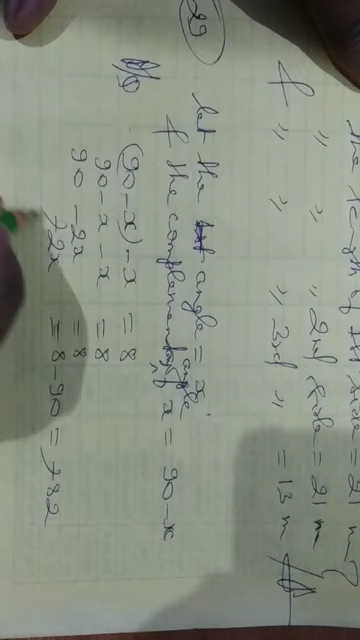 the length of 1st side = 21 m
" " " 2nd side = 21 m
& " " " 3rd " = 13 m
29
let the angle = x°
& the complementary angle of x = 90 - x
A/Q
(90 - x) - x = 8
90 - x - x = 8
90 - 2x = 8
-2x = 8 - 90 = -82